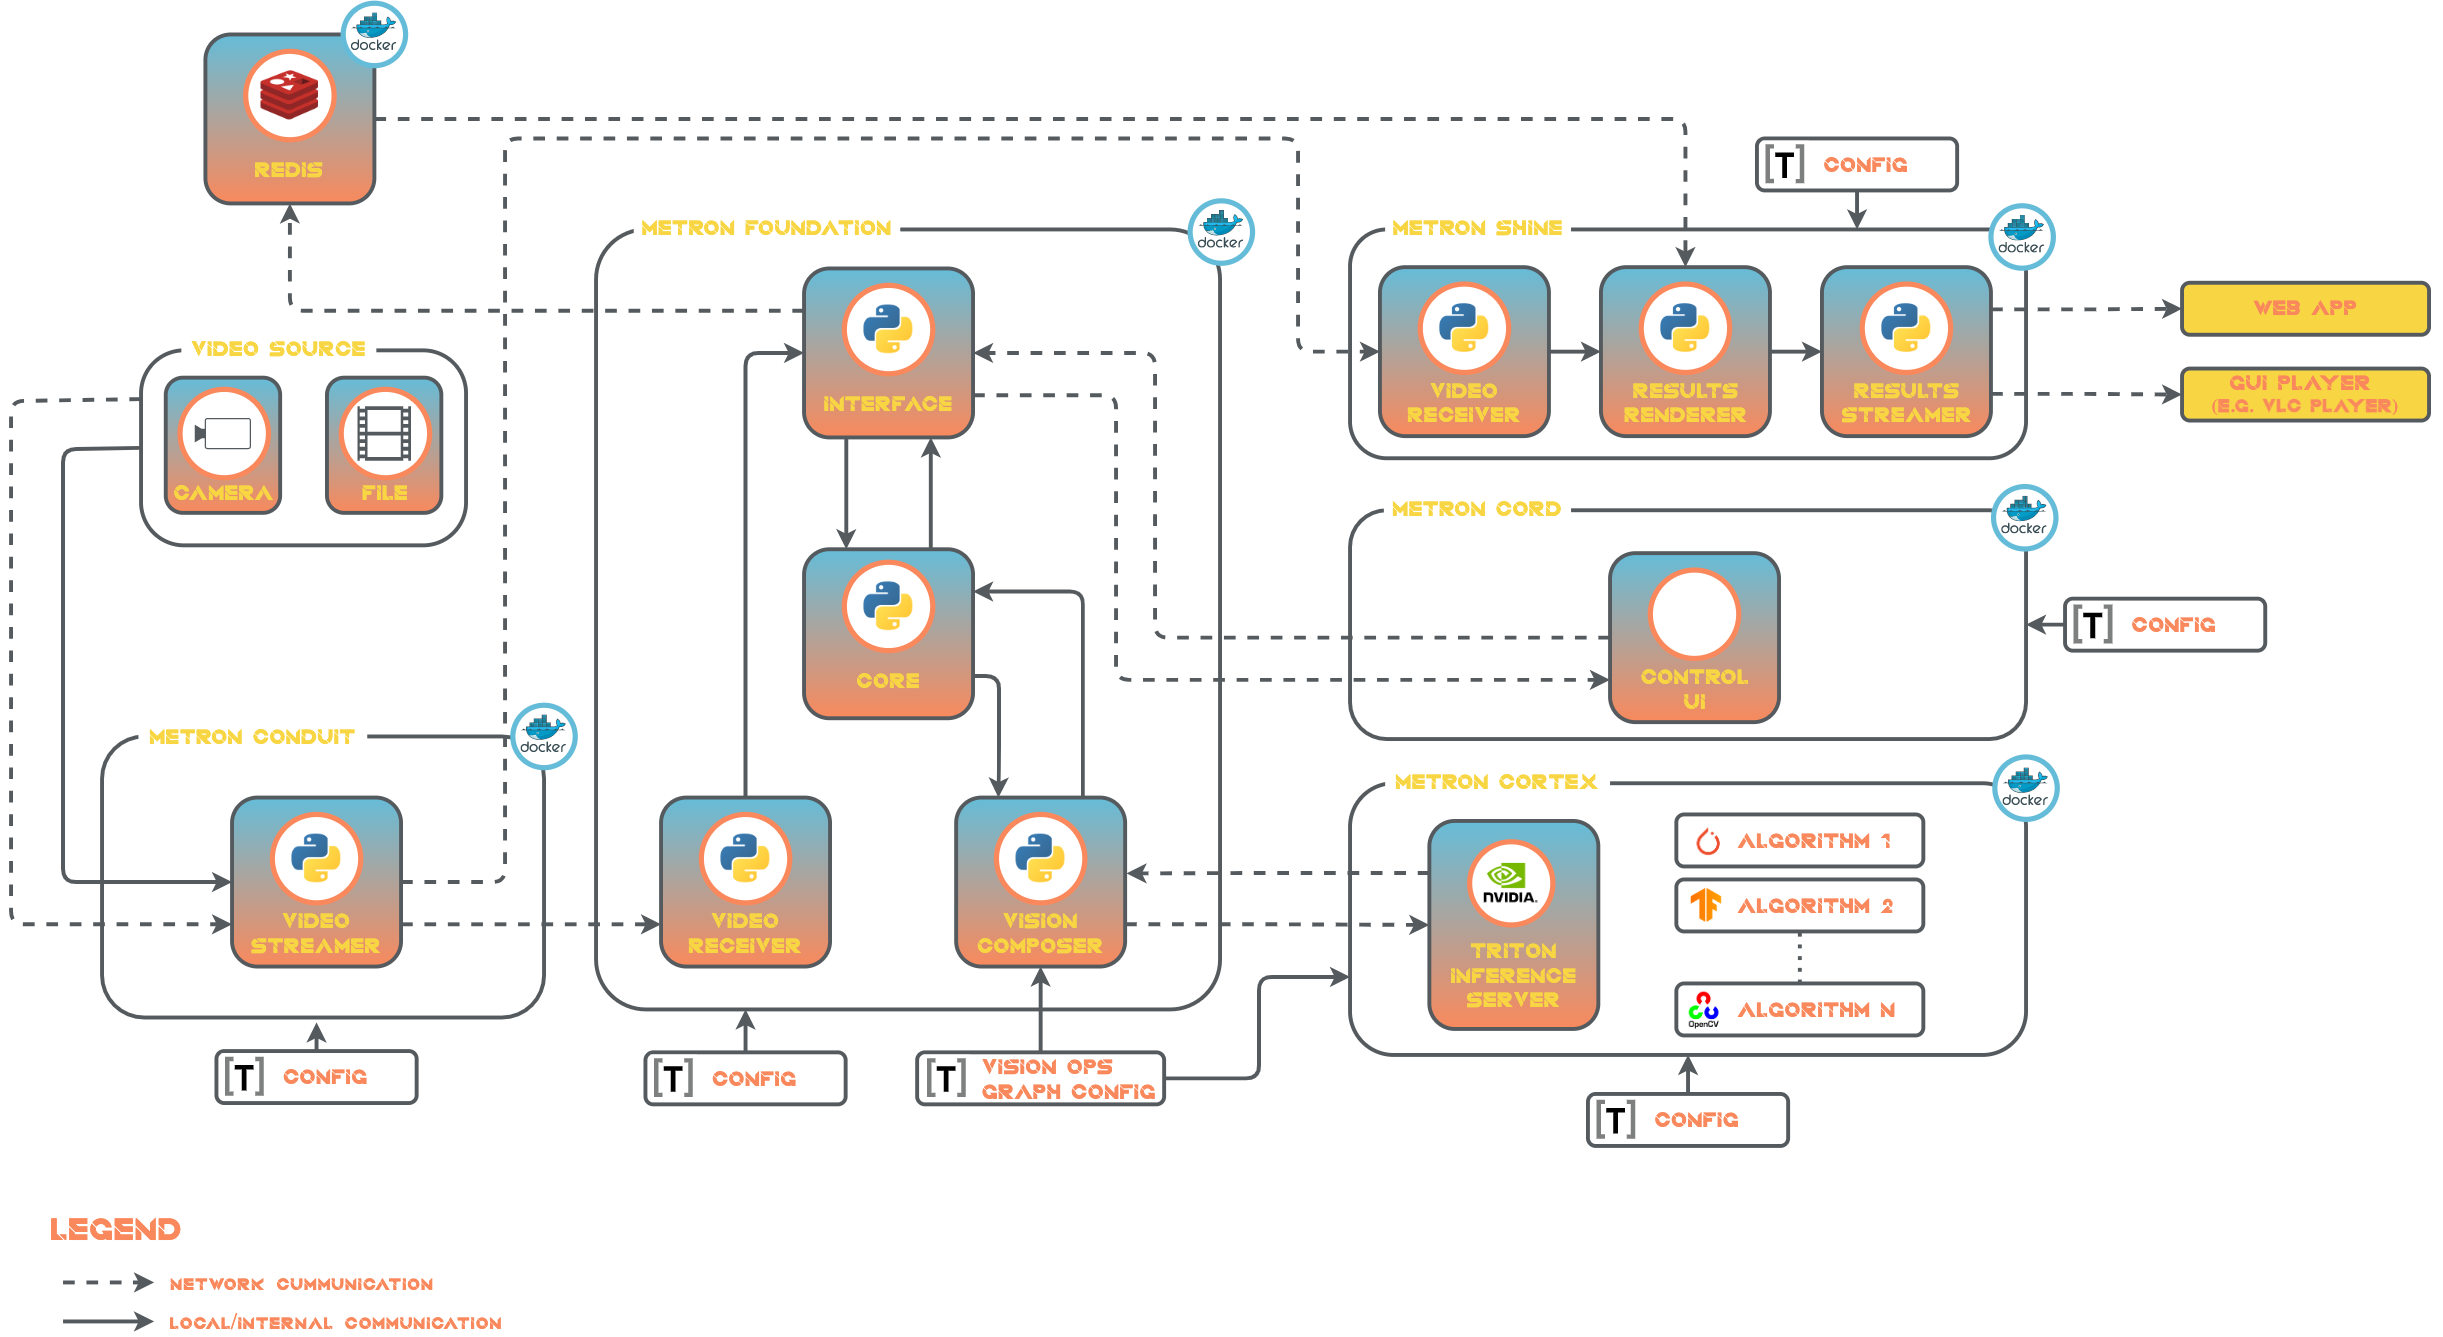 docker
REDIS
[T] CONFIG
METRON FOUNDATION
docker
METRON SHINE
docker
INTERFACE
VIDEO
RECEIVER
RESULTS
RENDERER
RESULTS
STREAMER
WEB APP
GUI PLAYER
(E.G. VLC PLAYER)
VIDEO SOURCE
CAMERA
FILE
METRON CORD
docker
CORE
CONTROL
UI
[T] CONFIG
METRON CONDUIT
docker
VIDEO
STREAMER
VIDEO
RECEIVER
VISION
COMPOSER
METRON CORTEX
docker
NVIDIA.
TRITON
INFERENCE
SERVER
ALGORITHM 1
ALGORITHM 2
OpenCV
ALGORITHM N
[T] CONFIG
[T] CONFIG
[T] VISION OPS
GRAPH CONFIG
[T] CONFIG
LEGEND
NETWORK CUMMUNICATION
LOCAL/INTERNAL COMMUNICATION